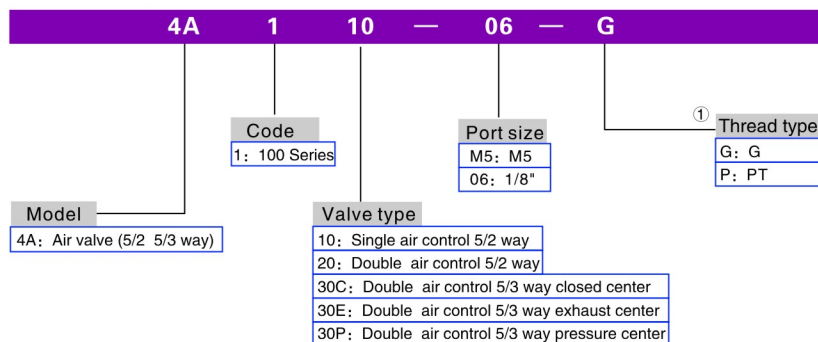 4A 1 10 — 06 — G
Code
1: 100 Series
Port size
M5: M5
06: 1/8"
① Thread type
G: G
P: PT
Model
4A: Air valve (5/2 5/3 way)
Valve type
10: Single air control 5/2 way
20: Double air control 5/2 way
30C: Double air control 5/3 way closed center
30E: Double air control 5/3 way exhaust center
30P: Double air control 5/3 way pressure center